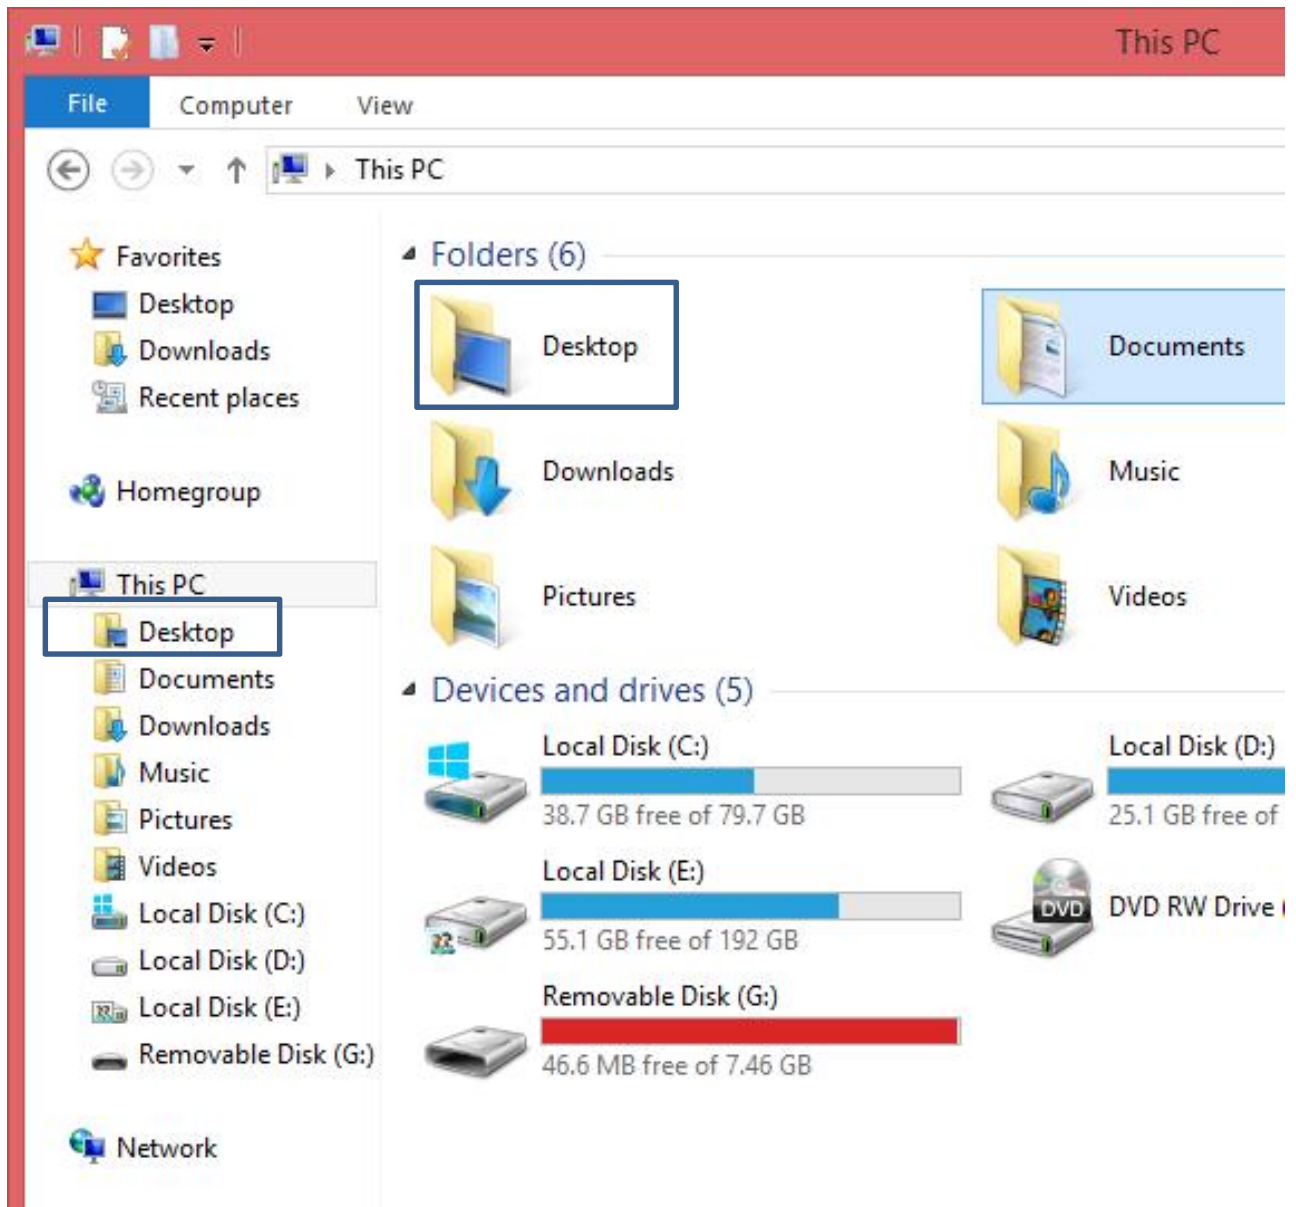 This PC
File Computer View
This PC
Favorites
Desktop
Downloads
Recent places
Homegroup
This PC
Desktop
Documents
Downloads
Music
Pictures
Videos
Local Disk (C:)
Local Disk (D:)
Local Disk (E:)
Removable Disk (G:)
Network
Folders (6)
Desktop
Documents
Downloads
Music
Pictures
Videos
Devices and drives (5)
Local Disk (C:)
38.7 GB free of 79.7 GB
Local Disk (D:)
25.1 GB free of
Local Disk (E:)
55.1 GB free of 192 GB
DVD
DVD RW Drive
Removable Disk (G:)
46.6 MB free of 7.46 GB